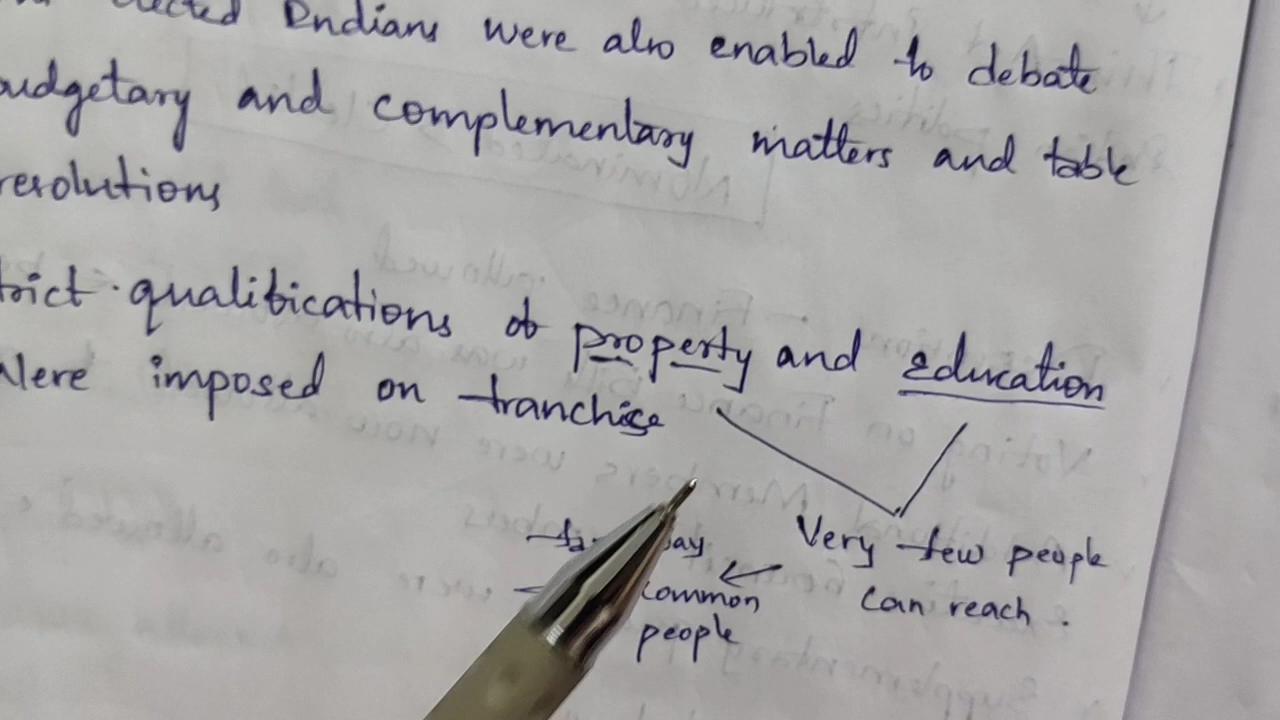 elected Indians were also enabled to debate
budgetary and complementary matters and table
resolutions
strict qualifications of property and Education
Were imposed on franchise
Very few people
can reach.
common
people